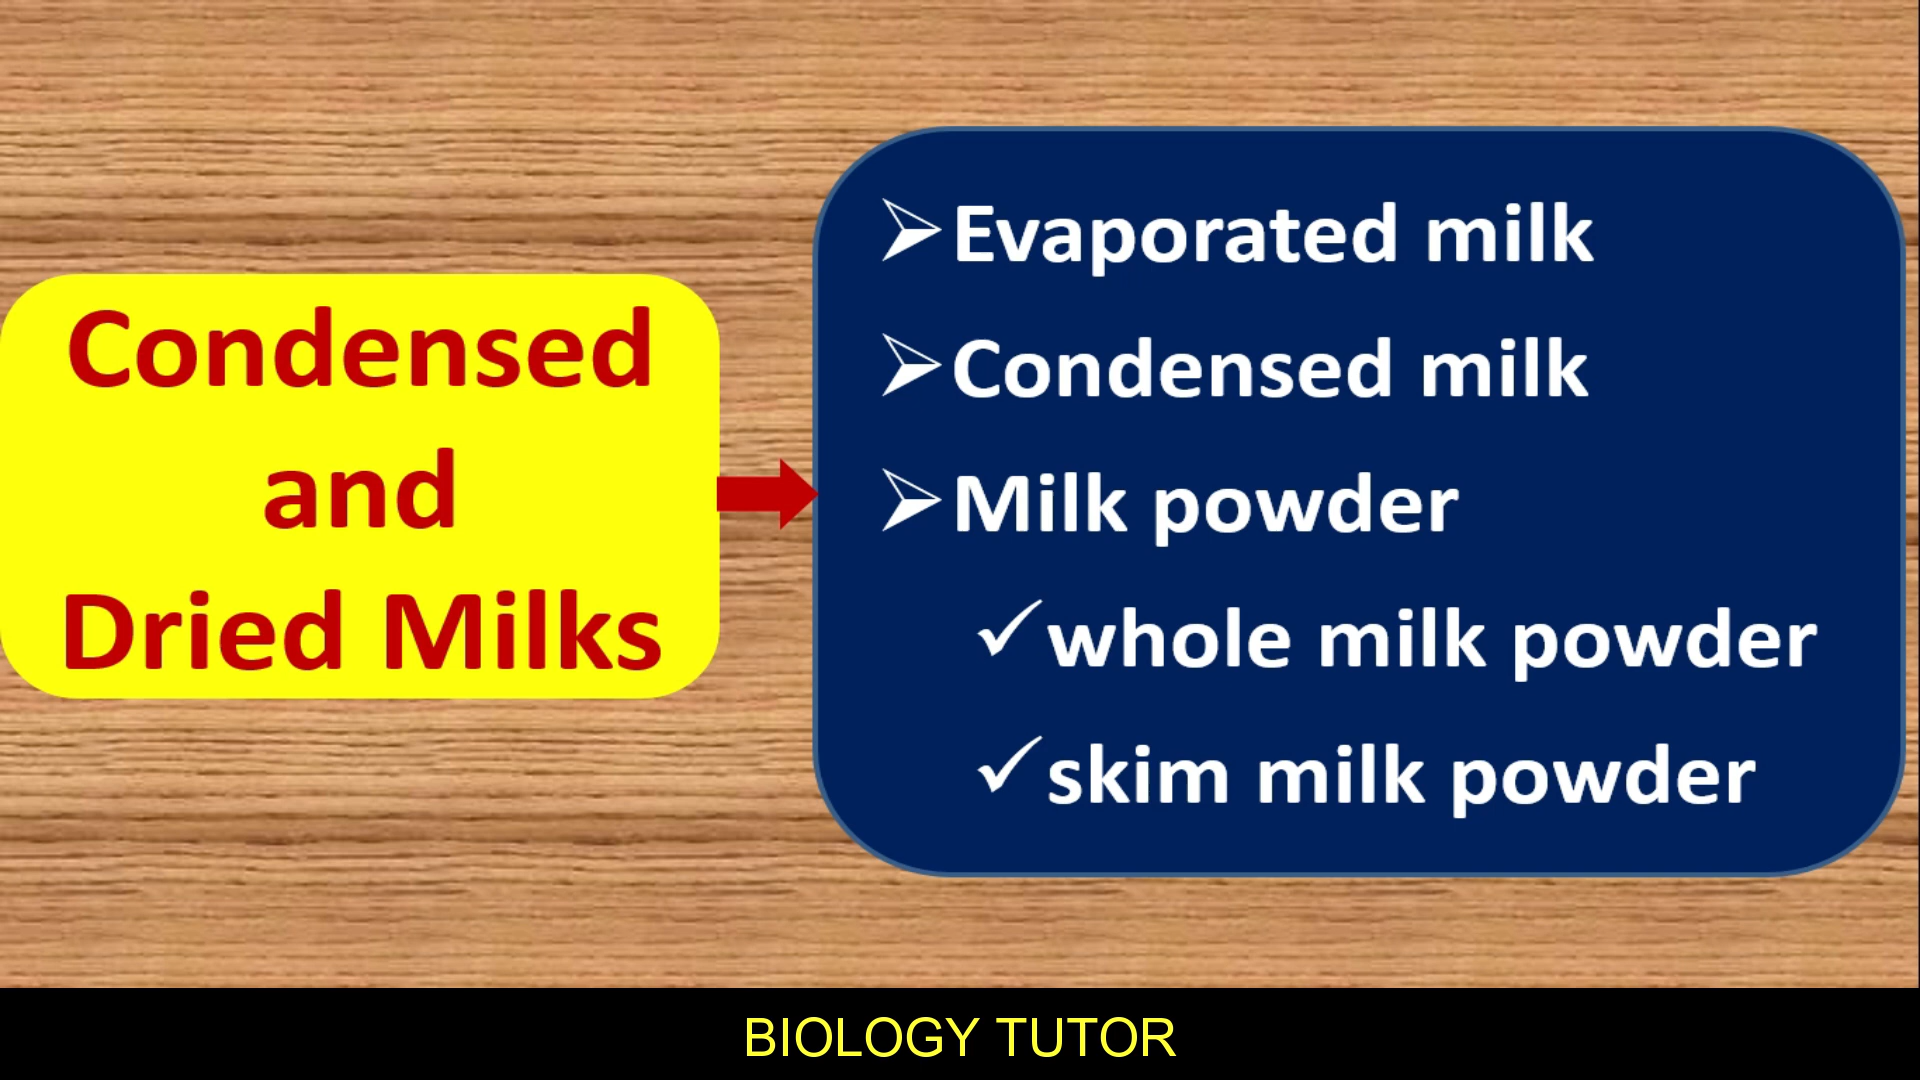 Condensed
and
Dried Milks
Evaporated milk
Condensed milk
Milk powder
whole milk powder
skim milk powder
BIOLOGY TUTOR